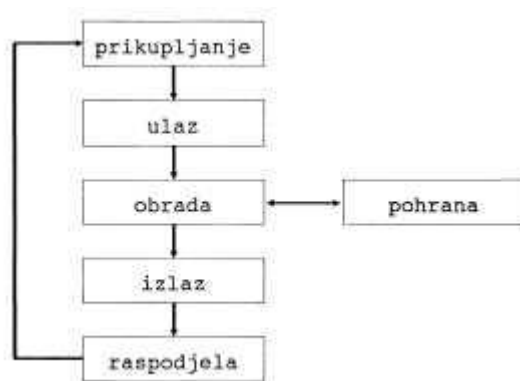 prikupljanje
ulaz
obrada
pohrana
izlaz
raspodjela